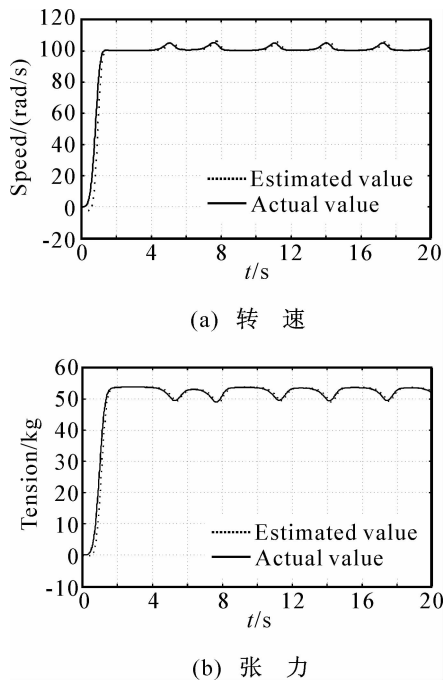 120
100
80
60
40
20
0
-20
Speed/(rad/s)
Estimated value
Actual value
0 4 8 12 16 20
t/s
(a) 转 速
60
50
40
30
20
10
0
-10
Tension/kg
Estimated value
Actual value
0 4 8 12 16 20
t/s
(b) 张 力